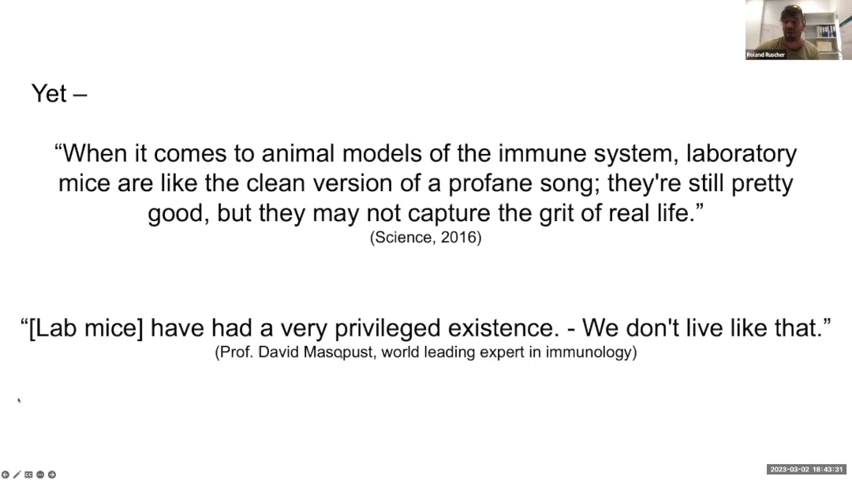 Roland Ruscher
Yet –
“When it comes to animal models of the immune system, laboratory
mice are like the clean version of a profane song; they're still pretty
good, but they may not capture the grit of real life.”
(Science, 2016)
“[Lab mice] have had a very privileged existence. - We don't live like that.”
(Prof. David Masopust, world leading expert in immunology)
2023-03-02 18:43:31